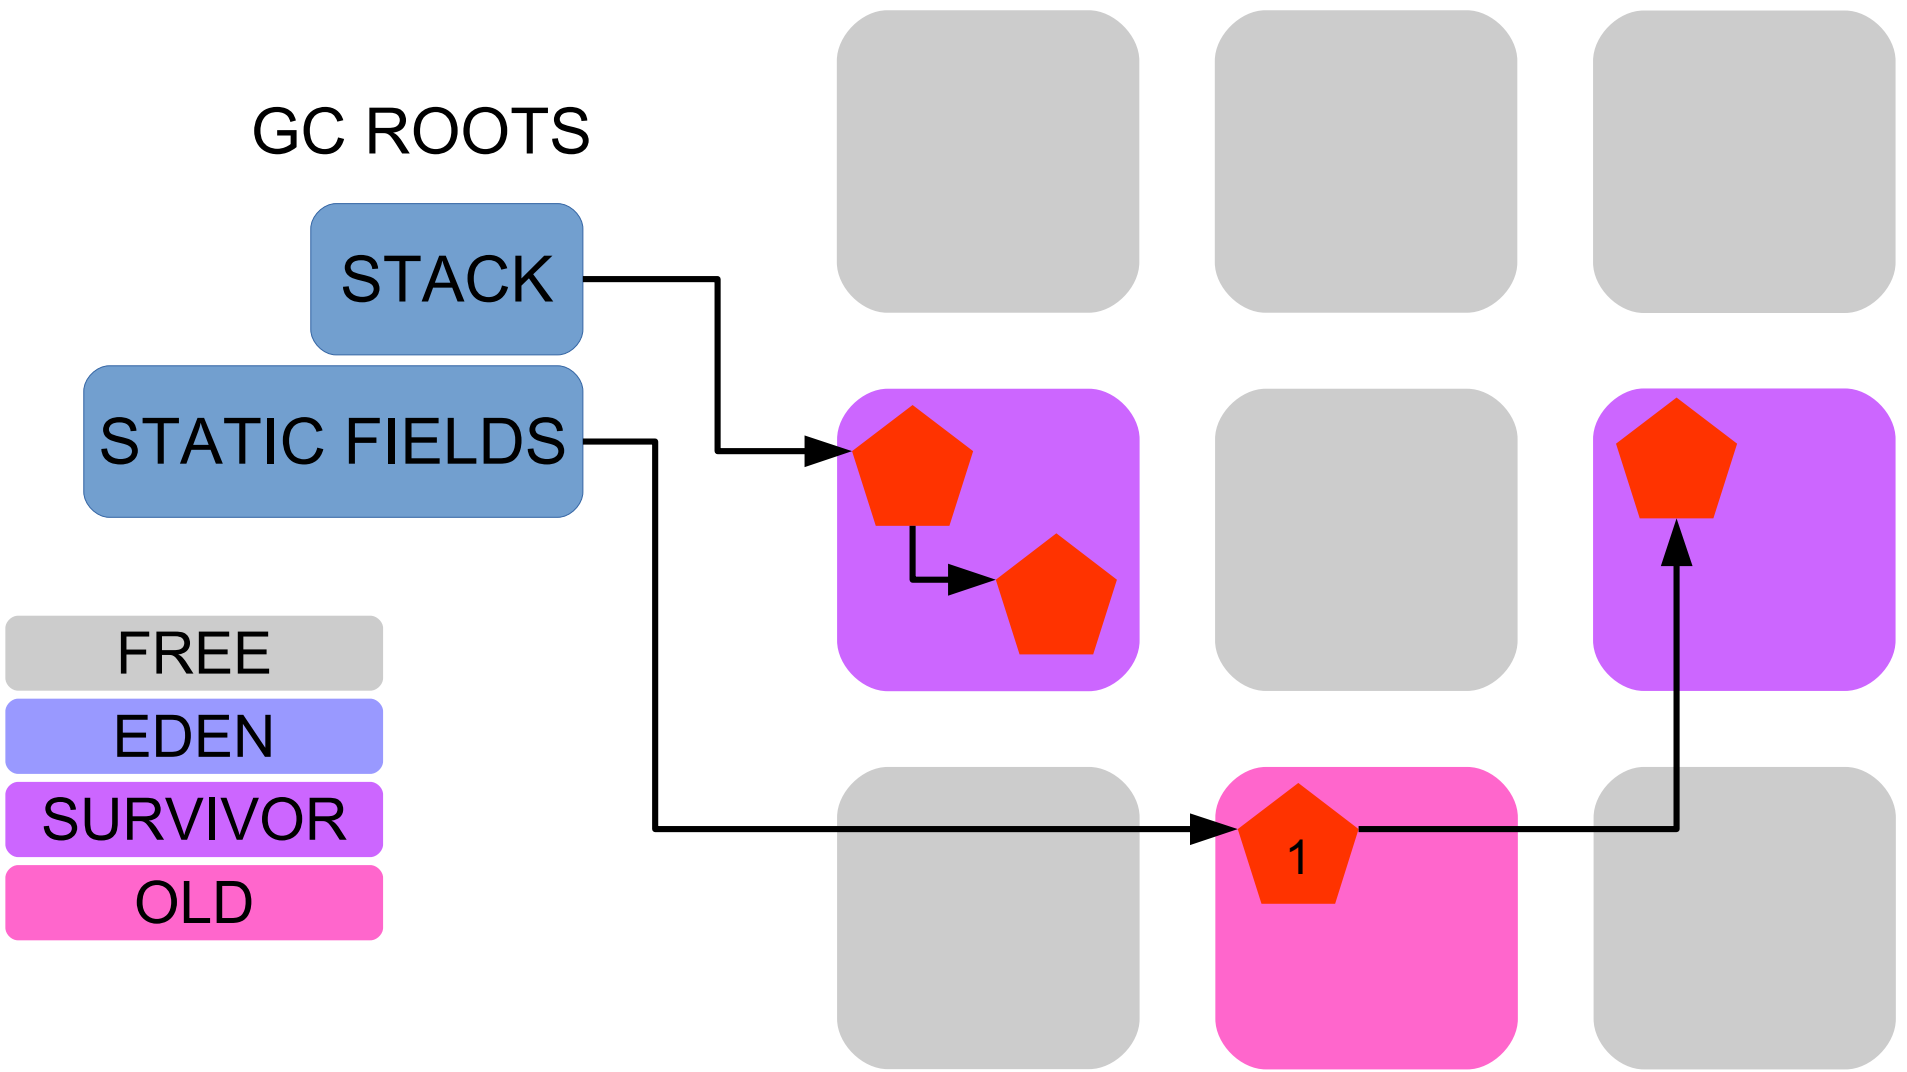 GC ROOTS
STACK
STATIC FIELDS
FREE
EDEN
SURVIVOR
OLD
1